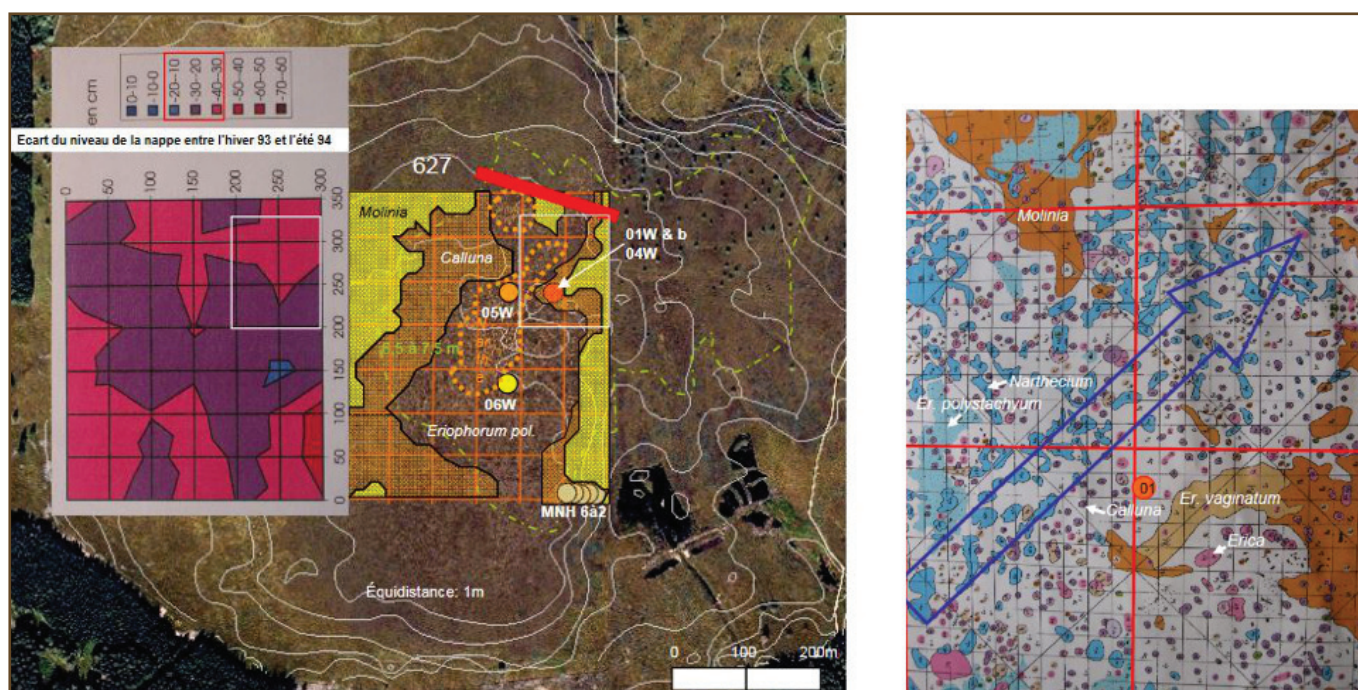 en cm
0-10
-10-0
-20--10
-30--20
-40--30
-50--40
-60--50
-70--60
Ecart du niveau de la nappe entre l'hiver 93 et l'été 94
0
50
100
150
200
250
300
350
300
250
200
150
100
50
0
627
Molinia
Calluna
01W & b
04W
05W
06W
Eriophorum pol.
MNH 6à2
Équidistance: 1m
0 100 200m
Molinia
Narthecium
Er. polystachyum
01
Er. vaginatum
Calluna
Erica